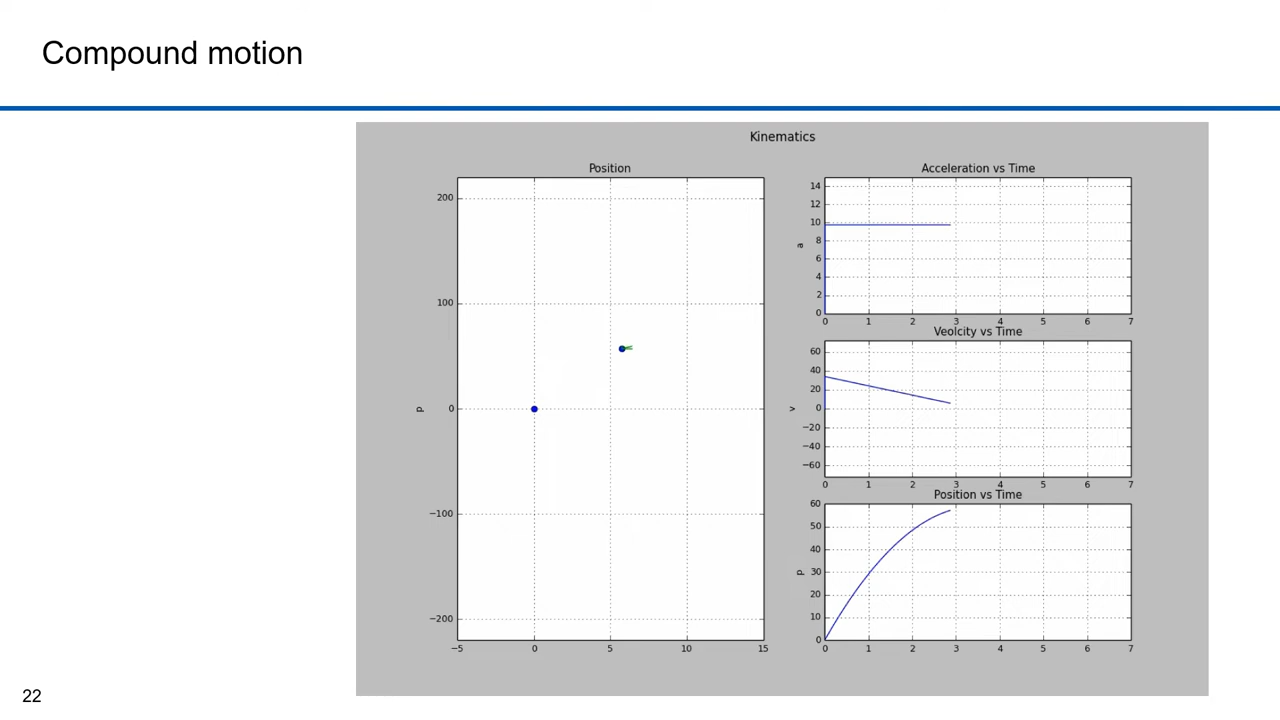 Compound motion
Kinematics
Position
200
100
0
−100
−200
p
−5 0 5 10 15
Acceleration vs Time
14
12
10
8
6
4
2
0
a
0 1 2 3 4 5 6 7
Veolcity vs Time
60
40
20
0
−20
−40
−60
v
0 1 2 3 4 5 6 7
Position vs Time
60
50
40
30
20
10
0
p
0 1 2 3 4 5 6 7
22